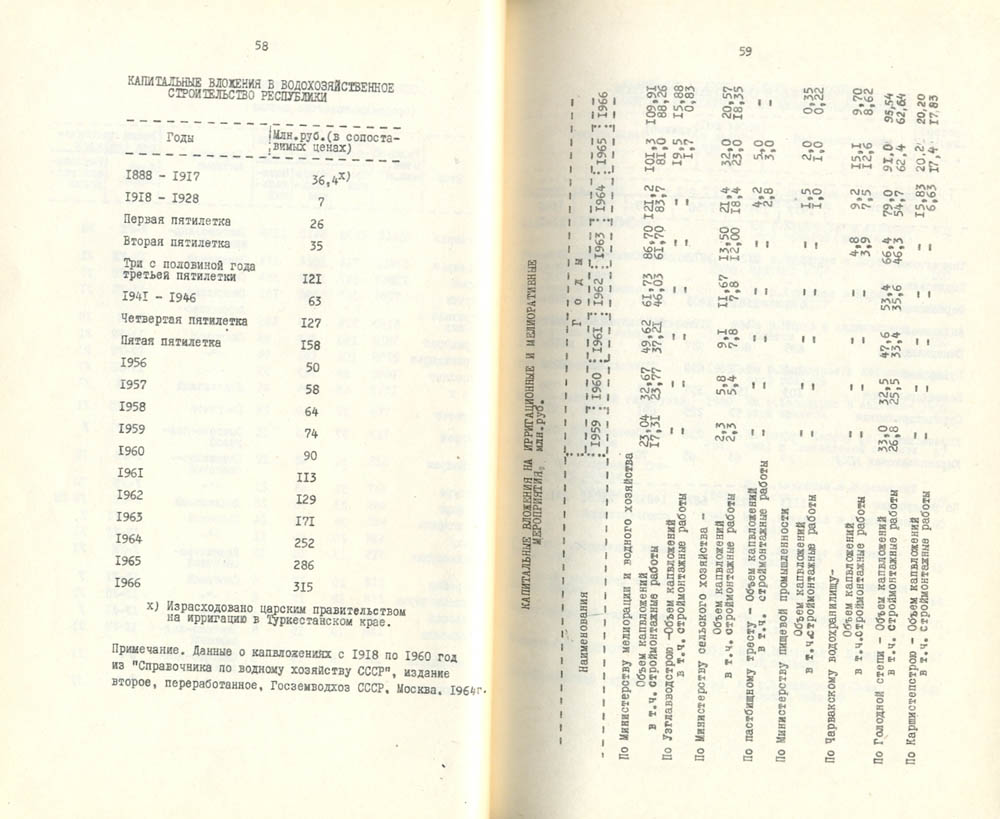 58
КАПИТАЛЬНЫЕ ВЛОЖЕНИЯ В ВОДОХОЗЯЙСТВЕННОЕ
СТРОИТЕЛЬСТВО РЕСПУБЛИКИ
Годы Млн.руб.(в сопоста-
вимых ценах)
1888 - 1917 36,4х)
1918 - 1928 7
Первая пятилетка 26
Вторая пятилетка 35
Три с половиной года
третьей пятилетки 121
1941 - 1946 63
Четвертая пятилетка 127
Пятая пятилетка 158
1956 50
1957 58
1958 64
1959 74
1960 90
1961 113
1962 129
1963 171
1964 252
1965 286
1966 315
х) Израсходовано царским правительством
на ирригацию в Туркестанском крае.
Примечание. Данные о капвложениях с 1918 по 1960 год
из "Справочника по водному хозяйству СССР", издание
второе, переработанное, Госземводхоз СССР, Москва. 1964г.
59
КАПИТАЛЬНЫЕ ВЛОЖЕНИЯ НА ИРРИГАЦИОННЫЕ И МЕЛИОРАТИВНЫЕ
МЕРОПРИЯТИЯ, млн.руб.
Наименования : Г о д ы
: 1959 : 1960 : 1961 : 1962 : 1963 : 1964 : 1965 : 1966
По Министерству мелиорации и водного хозяйства
Объем капвложений 23,04 32,67 49,62 61,73 86,70 121,2 101,3 109,91
в т.ч. строймонтажные работы 17,31 23,77 37,21 46,03 61,70 83,7 81,0 88,26
По Узглавводстрою -Объем капвложений " " " " " " 19,5 15,88
в т.ч. строймонтажные работы " " " " " " 1,7 0,83
По Министерству сельского хозяйства -
Объем капвложений 2,3 5,8 9,1 11,67 13,50 21,4 32,0 20,57
в т.ч. строймонтажные работы 2,3 5,4 7,8 7,8 12,00 18,4 23,0 18,35
По пастбищному тресту - Объем капвложений " " " " " 4,2 5,0 "
в т.ч. строймонтажные работы " " " " " 2,8 3,0 "
По Министерству пищевой промышленности
Объем капвложений " " " " " 1,5 2,0 0,35
в т.ч.строймонтажные работы " " " " " 1,0 1,0 0,22
По Чарвакскому водохранилищу-
Объем капвложений " " " " 4,8 9,2 15,1 9,70
в т.ч.строймонтажные работы " " " " 3,9 7,5 12,6 8,62
По Голодной степи - Объем капвложений 33,0 32,5 47,6 53,4 66,4 79,0 91,0 95,54
в т.ч. строймонтажные работы 26,8 25,5 33,4 35,6 46,3 54,7 62,4 62,64
По Каршистепстрою - Объем капвложений " " " " " 15,83 20,2 20,20
в т.ч. строймонтажные работы " " " " " 6,63 17,4 17,83